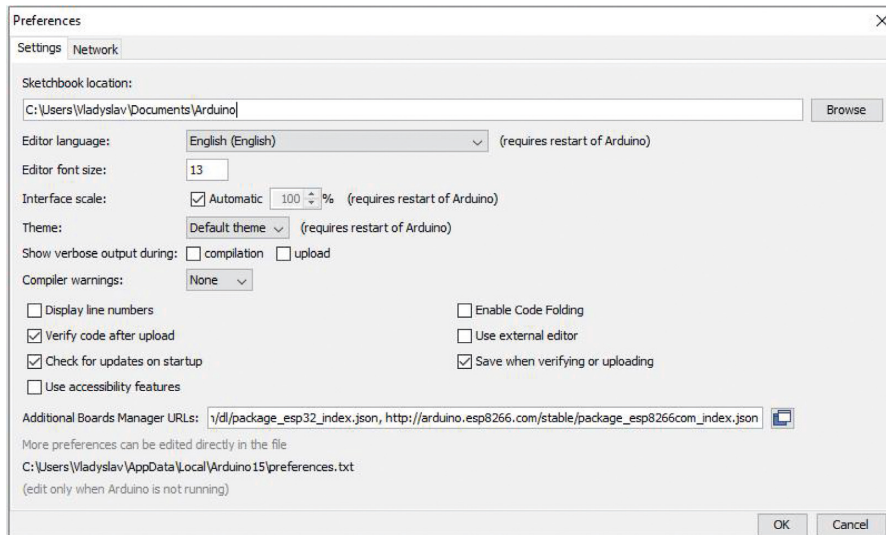 Preferences
Settings Network
Sketchbook location:
C:\Users\Vladyslav\Documents\Arduino Browse
Editor language: English (English) (requires restart of Arduino)
Editor font size: 13
Interface scale: Automatic 100 % (requires restart of Arduino)
Theme: Default theme (requires restart of Arduino)
Show verbose output during: compilation upload
Compiler warnings: None
Display line numbers Enable Code Folding
Verify code after upload Use external editor
Check for updates on startup Save when verifying or uploading
Use accessibility features
Additional Boards Manager URLs: /dl/package_esp32_index.json, http://arduino.esp8266.com/stable/package_esp8266com_index.json
More preferences can be edited directly in the file
C:\Users\Vladyslav\AppData\Local\Arduino15\preferences.txt
(edit only when Arduino is not running)
OK Cancel